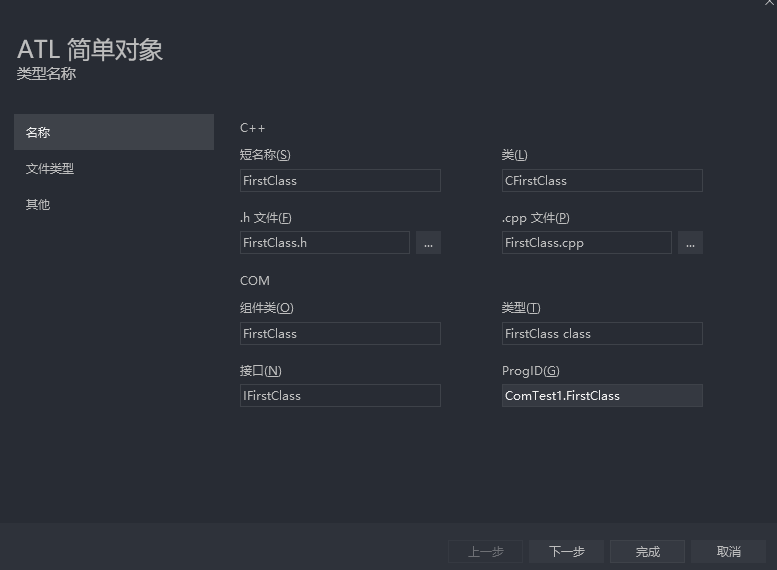 ATL 简单对象
类型名称
名称
文件类型
其他
C++
短名称(S)
类(L)
FirstClass
CFirstClass
.h 文件(F)
.cpp 文件(P)
FirstClass.h
...
FirstClass.cpp
...
COM
组件类(O)
类型(T)
FirstClass
FirstClass class
接口(N)
ProgID(G)
IFirstClass
ComTest1.FirstClass
上一步
下一步
完成
取消